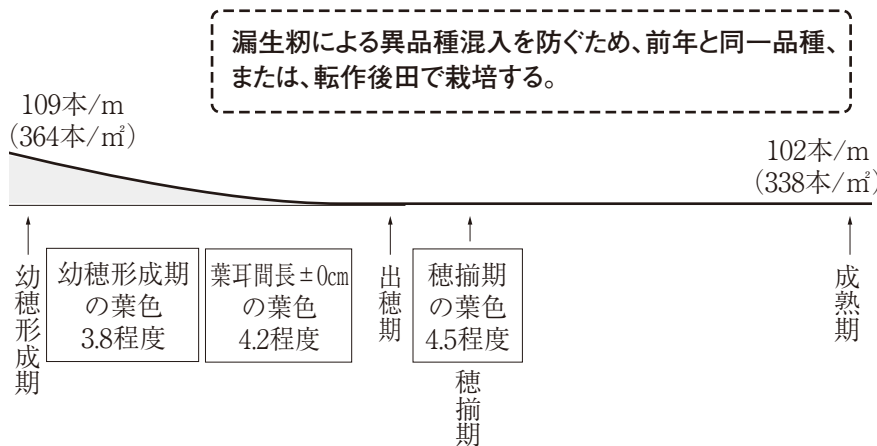 漏生籾による異品種混入を防ぐため、前年と同一品種、
または、転作後田で栽培する。
109本/m
（364本/㎡）
102本/m
（338本/㎡）
幼穂形成期
幼穂形成期
の葉色
3.8程度
葉耳間長±0cm
の葉色
4.2程度
出穂期
穂揃期
の葉色
4.5程度
穂揃期
成熟期